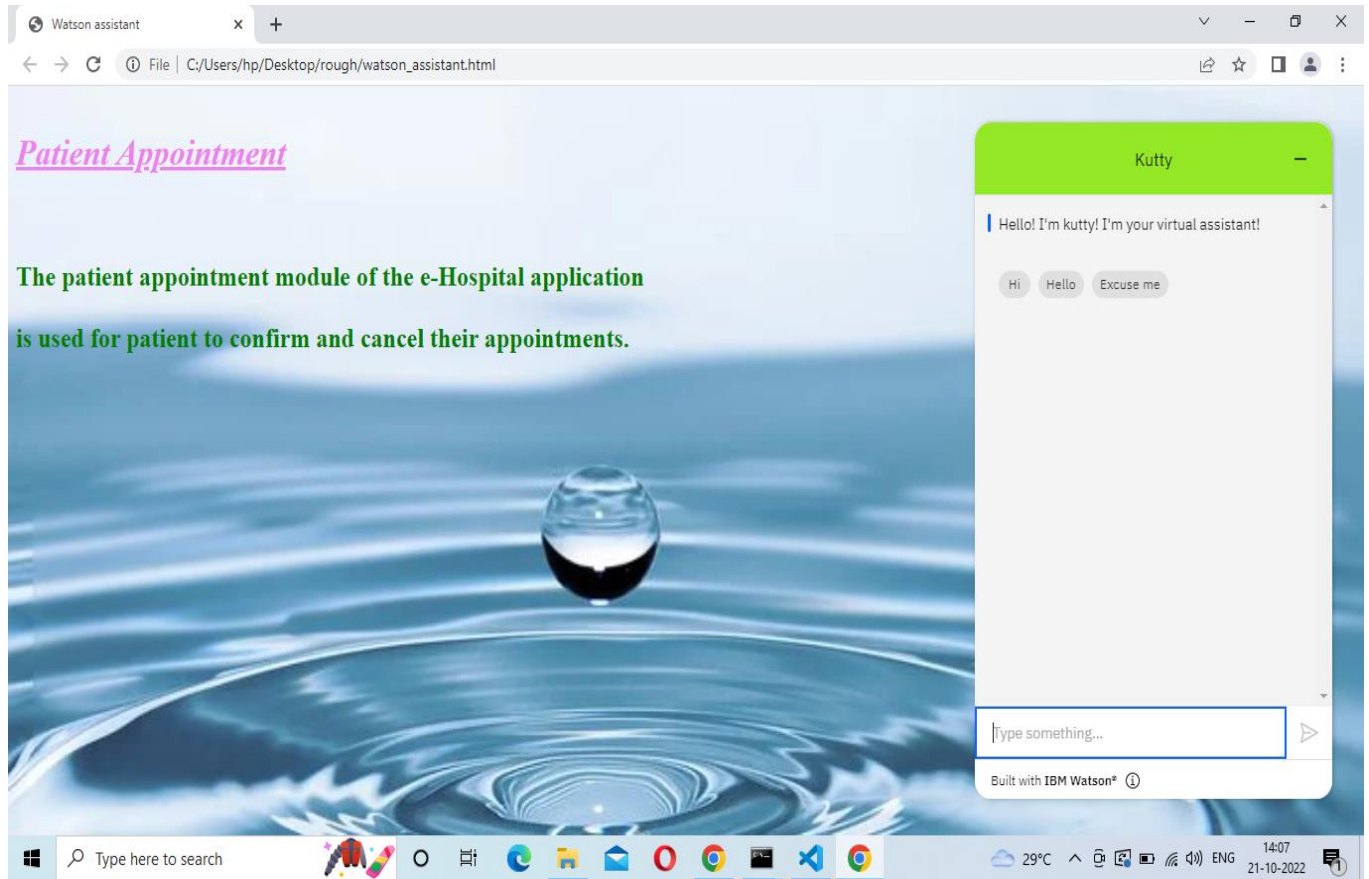 Watson assistant
File | C:/Users/hp/Desktop/rough/watson_assistant.html
Patient Appointment
The patient appointment module of the e-Hospital application
is used for patient to confirm and cancel their appointments.
Kutty
Hello! I'm kutty! I'm your virtual assistant!
Hi Hello Excuse me
Type something...
Built with IBM Watson®
Type here to search
29°C ENG 14:07
21-10-2022 1